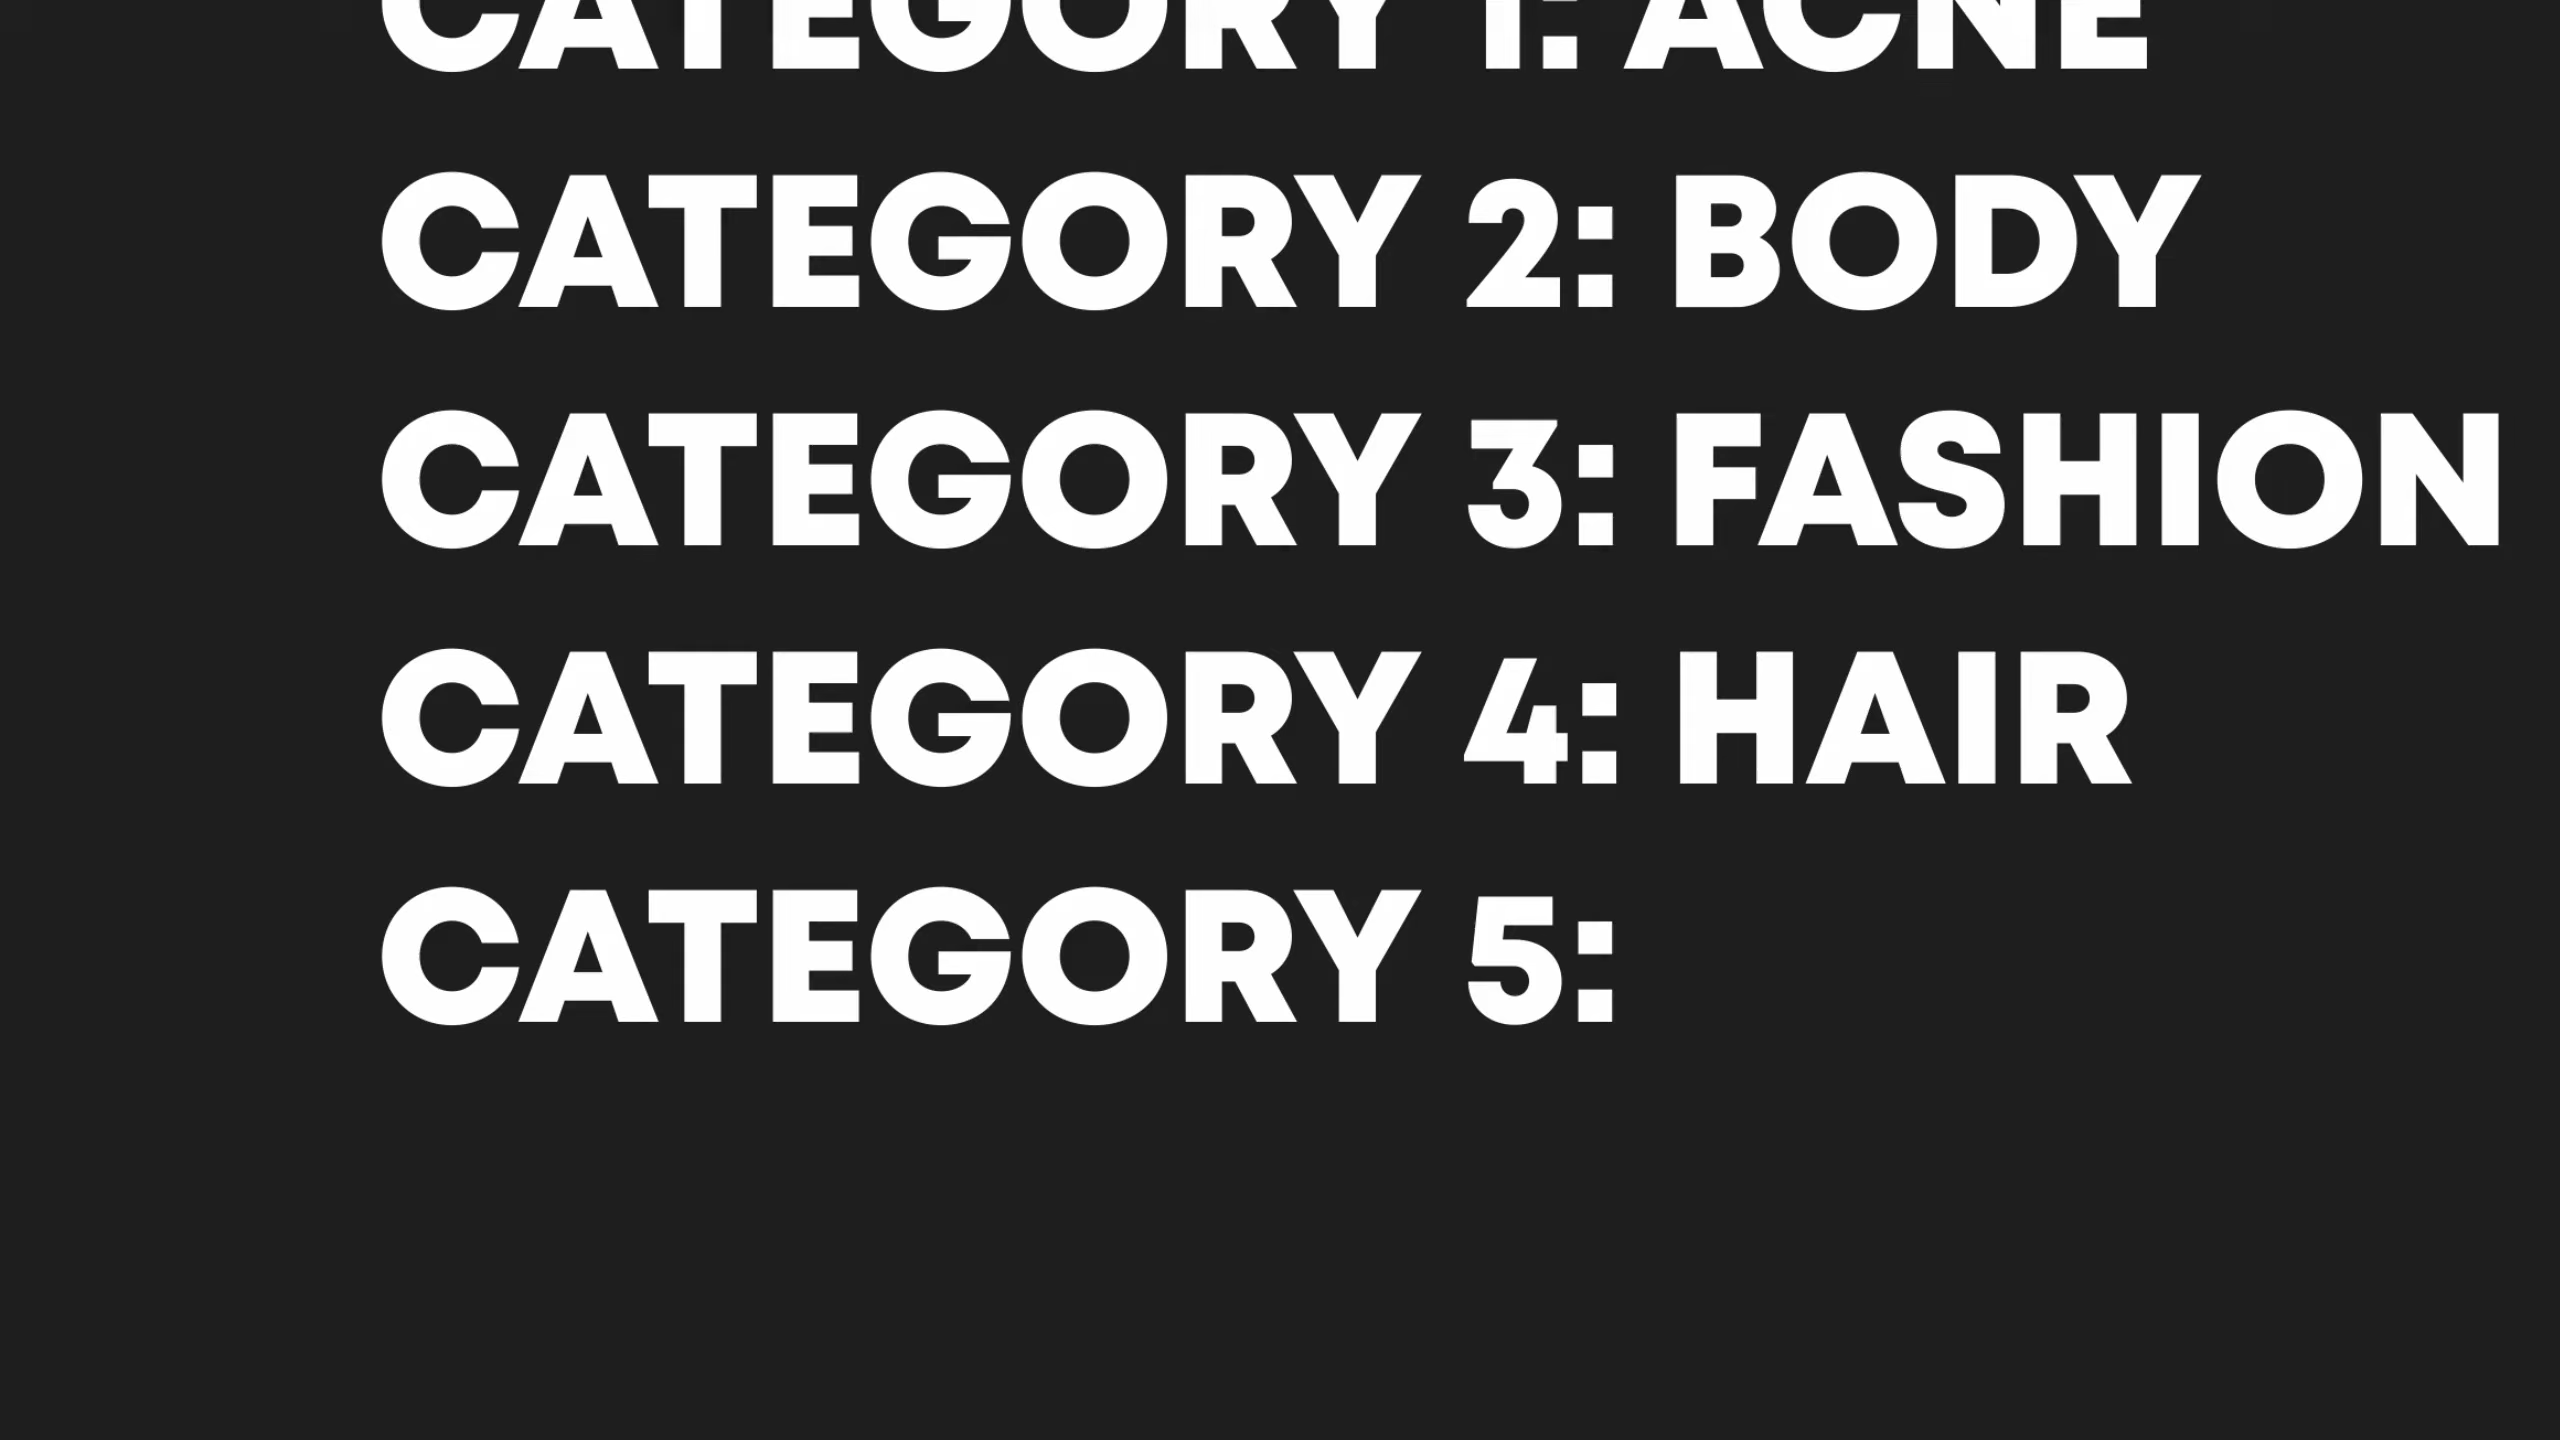 CATEGORY 1: ACNE
CATEGORY 2: BODY
CATEGORY 3: FASHION
CATEGORY 4: HAIR
CATEGORY 5: